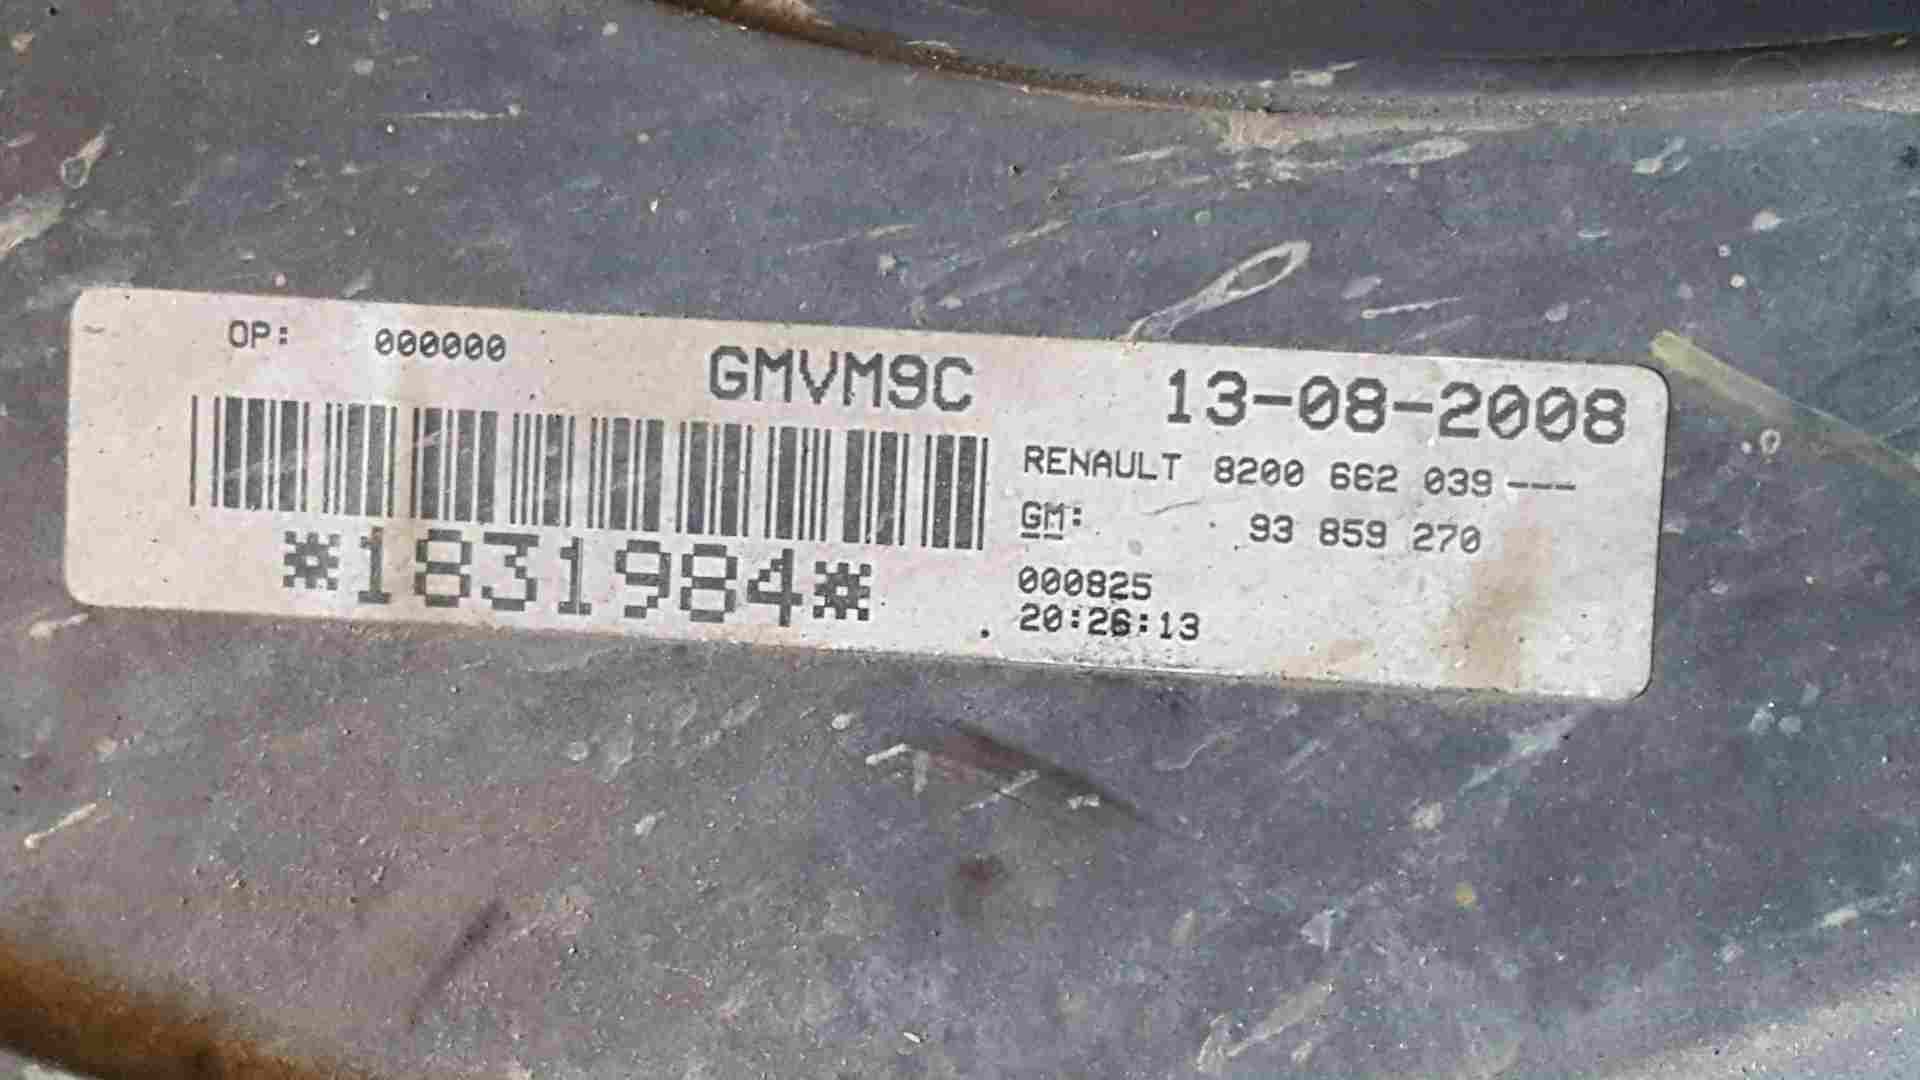 OP: 000000
GMVM9C
13-08-2008
RENAULT 8200 662 039---
GM: 93 859 270
*1831984*
000825
20:26:13